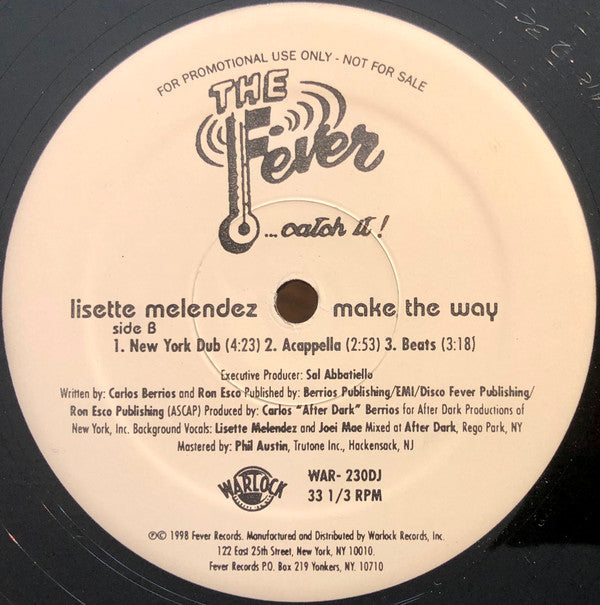 FOR PROMOTIONAL USE ONLY - NOT FOR SALE
THE
Fever
...catch it!
lisette melendez make the way
side B
1. New York Dub (4:23) 2. Acappella (2:53) 3. Beats (3:18)
Executive Producer: Sal Abbatiello
Written by: Carlos Berrios and Ron Esco Published by: Berrios Publishing/EMI/Disco Fever Publishing/
Ron Esco Publishing (ASCAP) Produced by: Carlos "After Dark" Berrios for After Dark Productions of
New York, Inc. Background Vocals: Lisette Melendez and Joei Mae Mixed at After Dark, Rego Park, NY
Mastered by: Phil Austin, Trutone Inc., Hackensack, NJ
WARLOCK
WAR- 230DJ
33 1/3 RPM
℗© 1998 Fever Records. Manufactured and Distributed by Warlock Records, Inc.
122 East 25th Street, New York, NY 10010.
Fever Records P.O. Box 219 Yonkers, NY. 10710